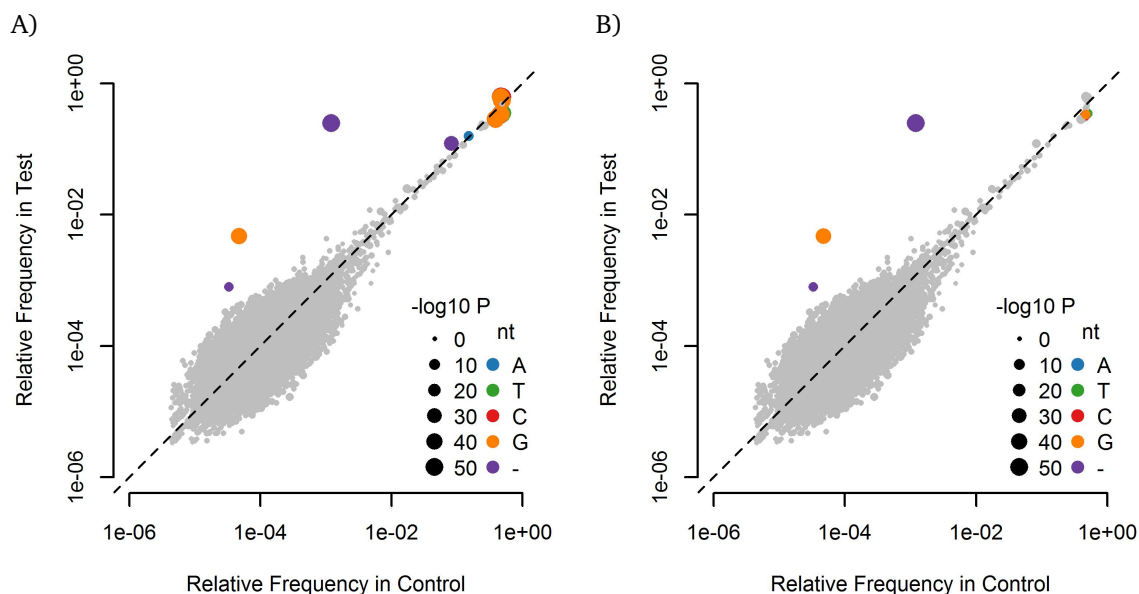 A)
1e+00
1e-02
1e-04
1e-06
Relative Frequency in Test
-log10 P
nt
0
10 A
20 T
30 C
40 G
50 -
1e-06 1e-04 1e-02 1e+00
Relative Frequency in Control
B)
1e+00
1e-02
1e-04
1e-06
Relative Frequency in Test
-log10 P
nt
0
10 A
20 T
30 C
40 G
50 -
1e-06 1e-04 1e-02 1e+00
Relative Frequency in Control